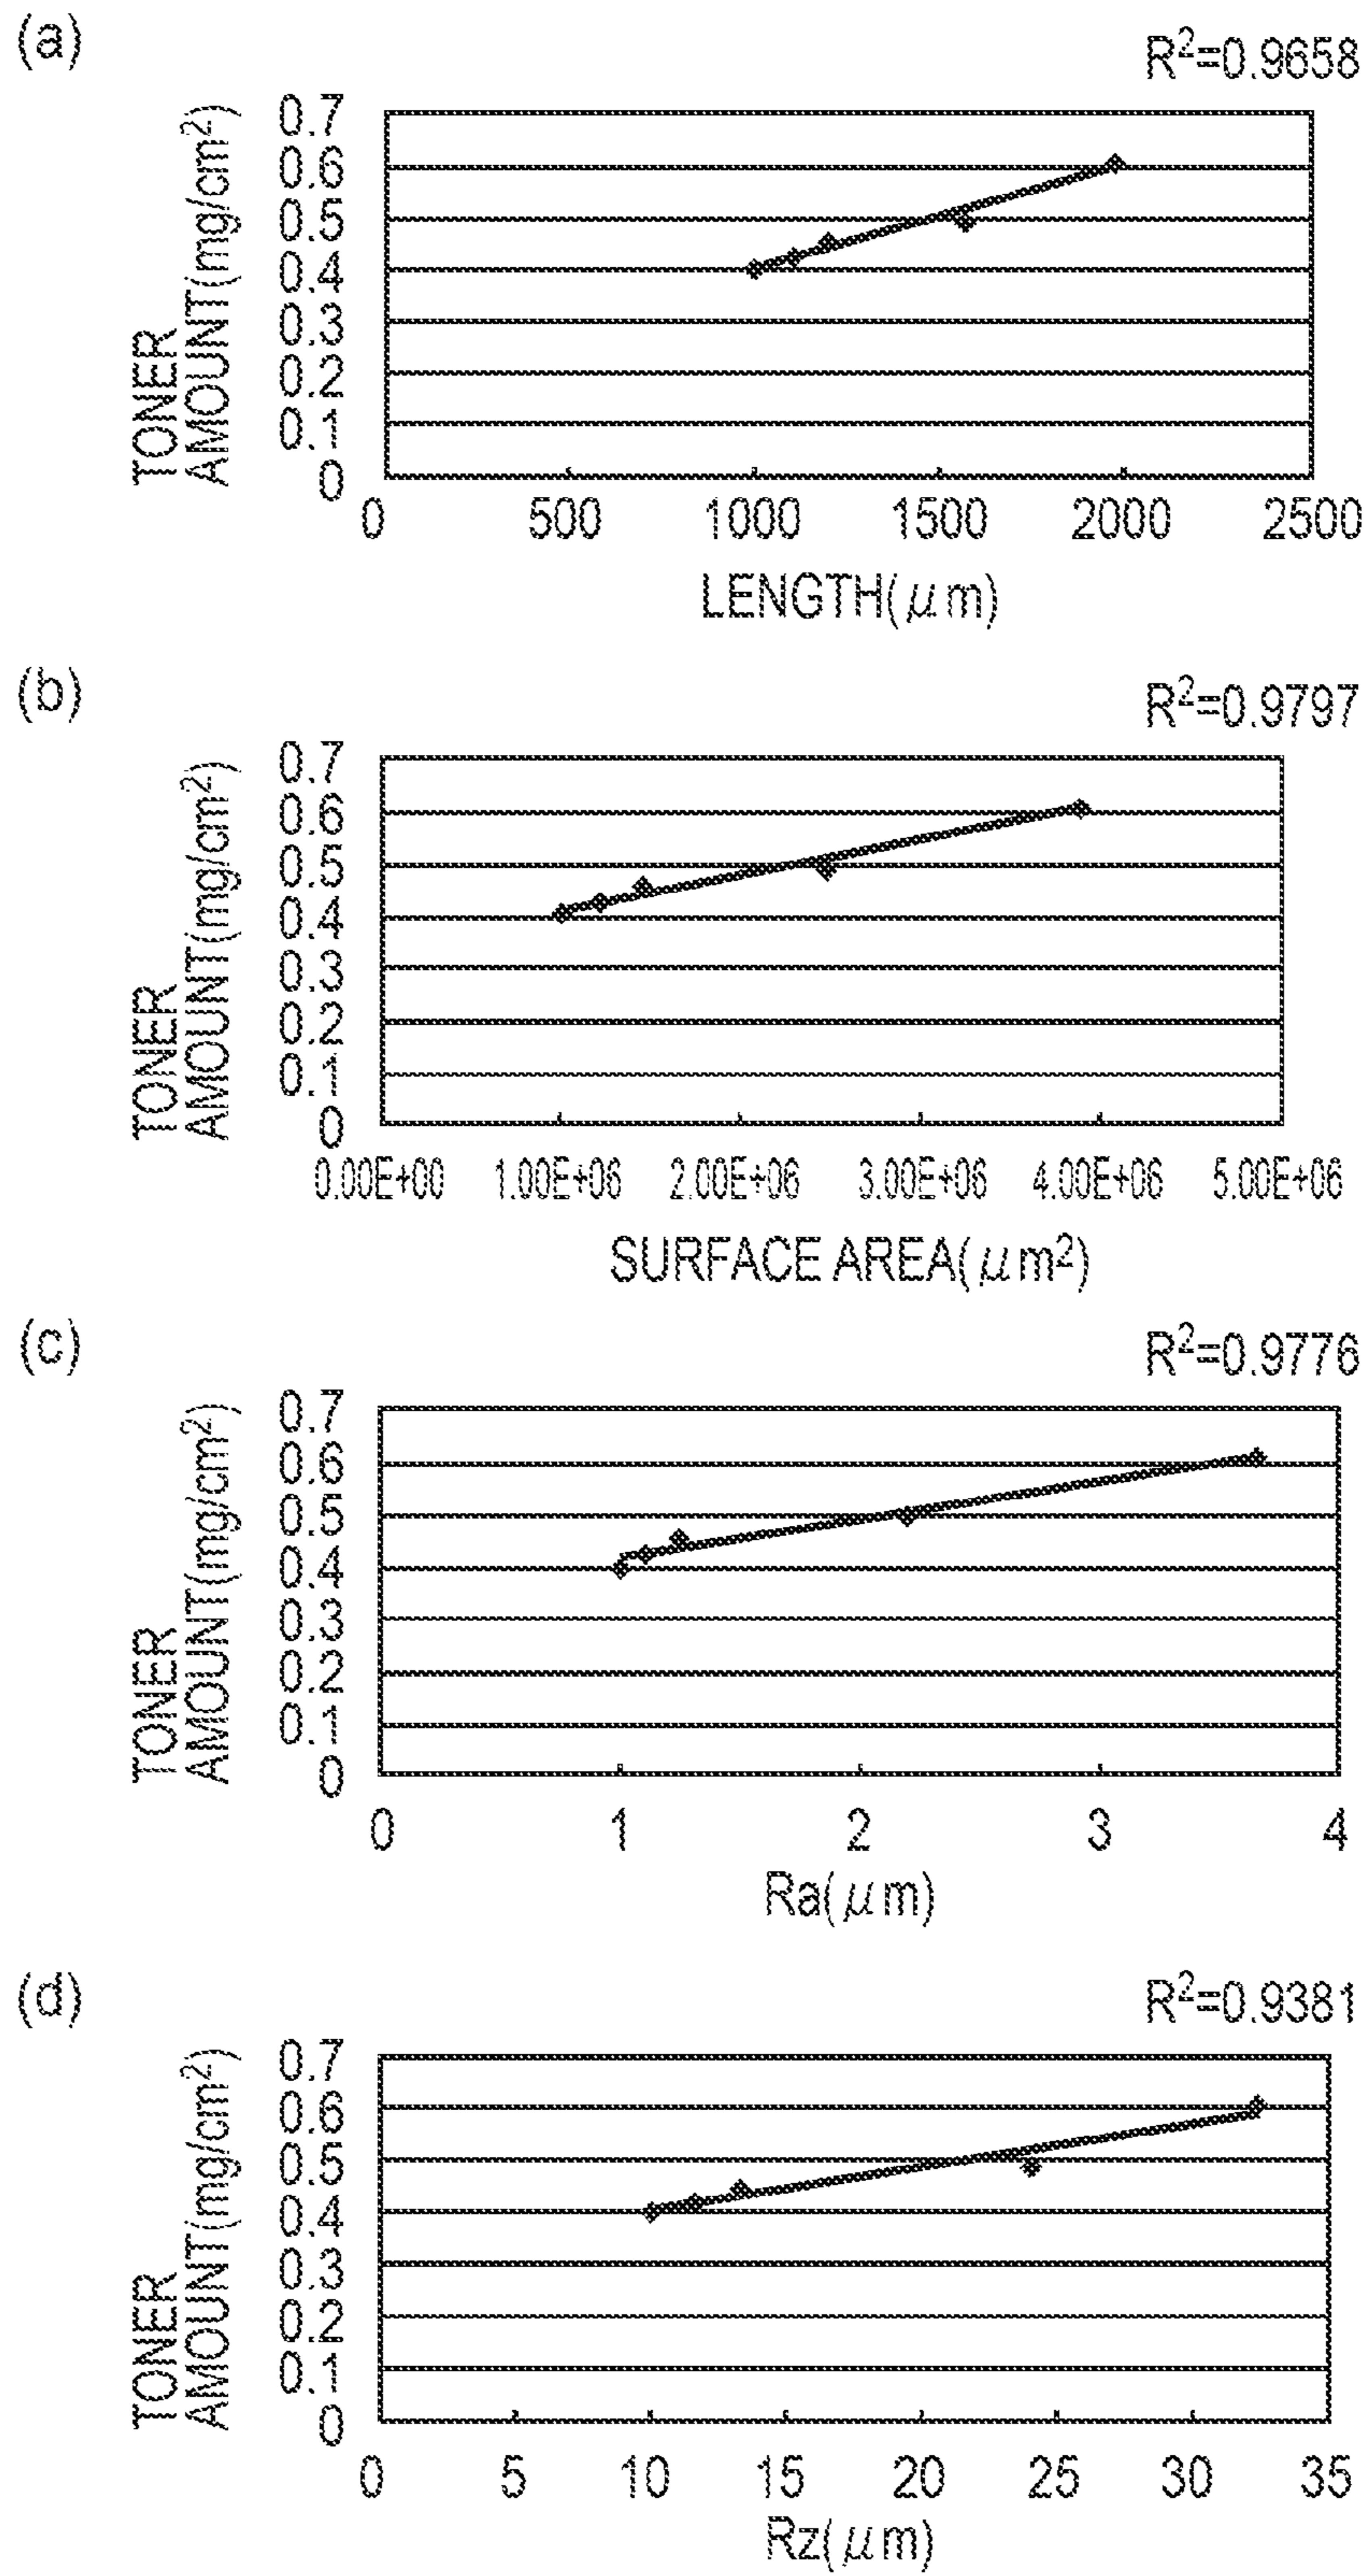 (a)
R²=0.9658
TONER
AMOUNT(mg/cm²)
0.7
0.6
0.5
0.4
0.3
0.2
0.1
0
0 500 1000 1500 2000 2500
LENGTH(μm)
(b)
R²=0.9797
TONER
AMOUNT(mg/cm²)
0.7
0.6
0.5
0.4
0.3
0.2
0.1
0
0.00E+00 1.00E+06 2.00E+06 3.00E+06 4.00E+06 5.00E+06
SURFACE AREA(μm²)
(c)
R²=0.9776
TONER
AMOUNT(mg/cm²)
0.7
0.6
0.5
0.4
0.3
0.2
0.1
0
0 1 2 3 4
Ra(μm)
(d)
R²=0.9381
TONER
AMOUNT(mg/cm²)
0.7
0.6
0.5
0.4
0.3
0.2
0.1
0
0 5 10 15 20 25 30 35
Rz(μm)